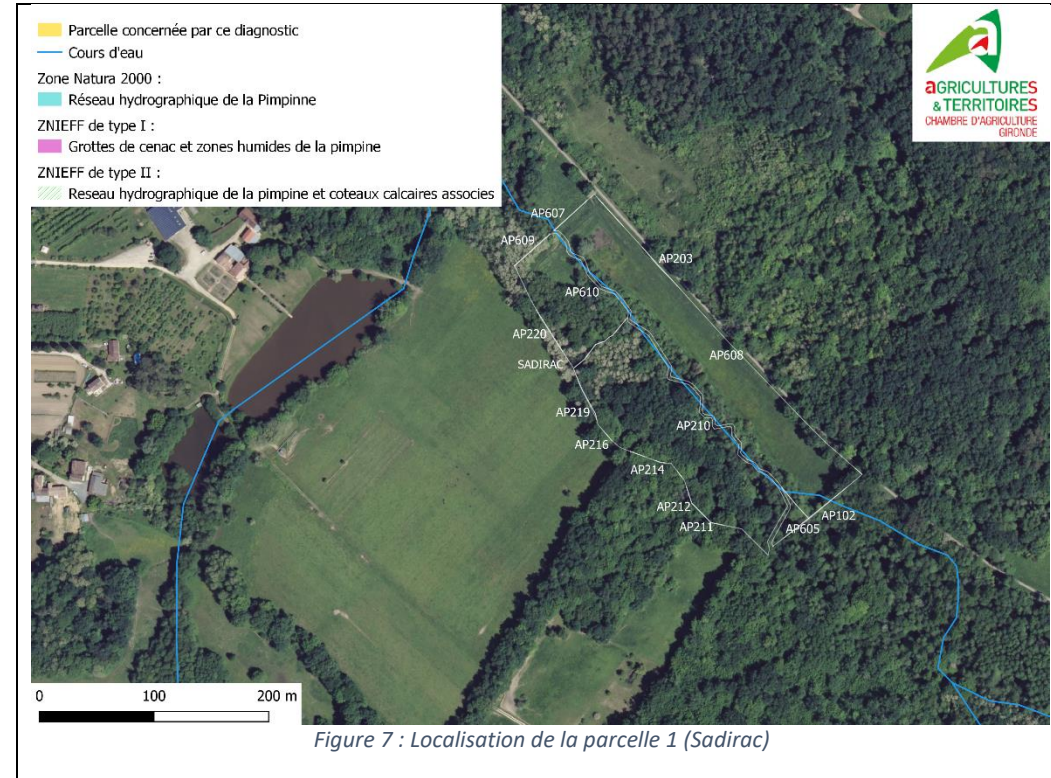 Parcelle concernée par ce diagnostic
Cours d'eau
Zone Natura 2000 :
Réseau hydrographique de la Pimpinne
ZNIEFF de type I :
Grottes de cenac et zones humides de la pimpine
ZNIEFF de type II :
Reseau hydrographique de la pimpine et coteaux calcaires associes
aGRICULTURES
& TERRITOIRES
CHAMBRE D'AGRICULTURE
GIRONDE
AP607
AP609
AP203
AP610
AP220
AP608
SADIRAC
AP219
AP210
AP216
AP214
AP212
AP102
AP211
AP605
0 100 200 m
Figure 7 : Localisation de la parcelle 1 (Sadirac)